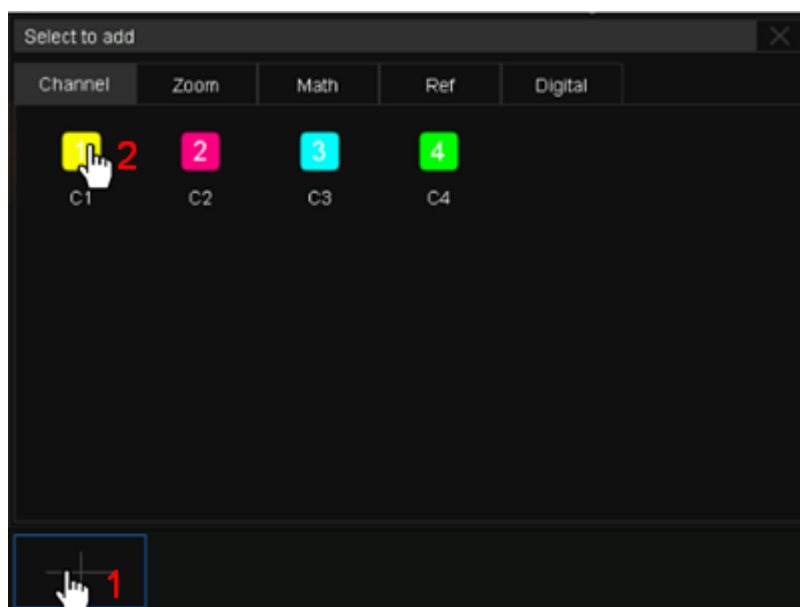 Select to add
Channel Zoom Math Ref Digital
1 2 2 3 4
C1 C2 C3 C4
1